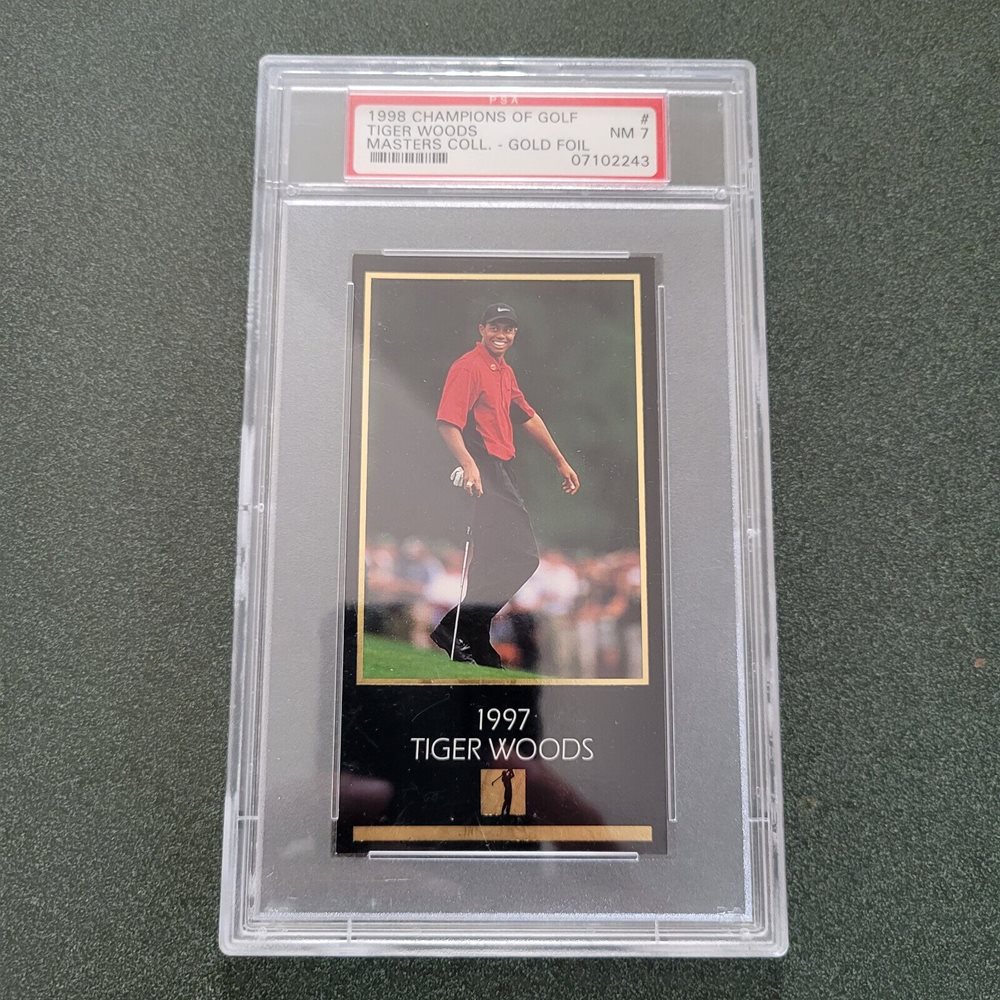 PSA
1998 CHAMPIONS OF GOLF #
TIGER WOODS NM 7
MASTERS COLL. - GOLD FOIL
07102243
1997
TIGER WOODS